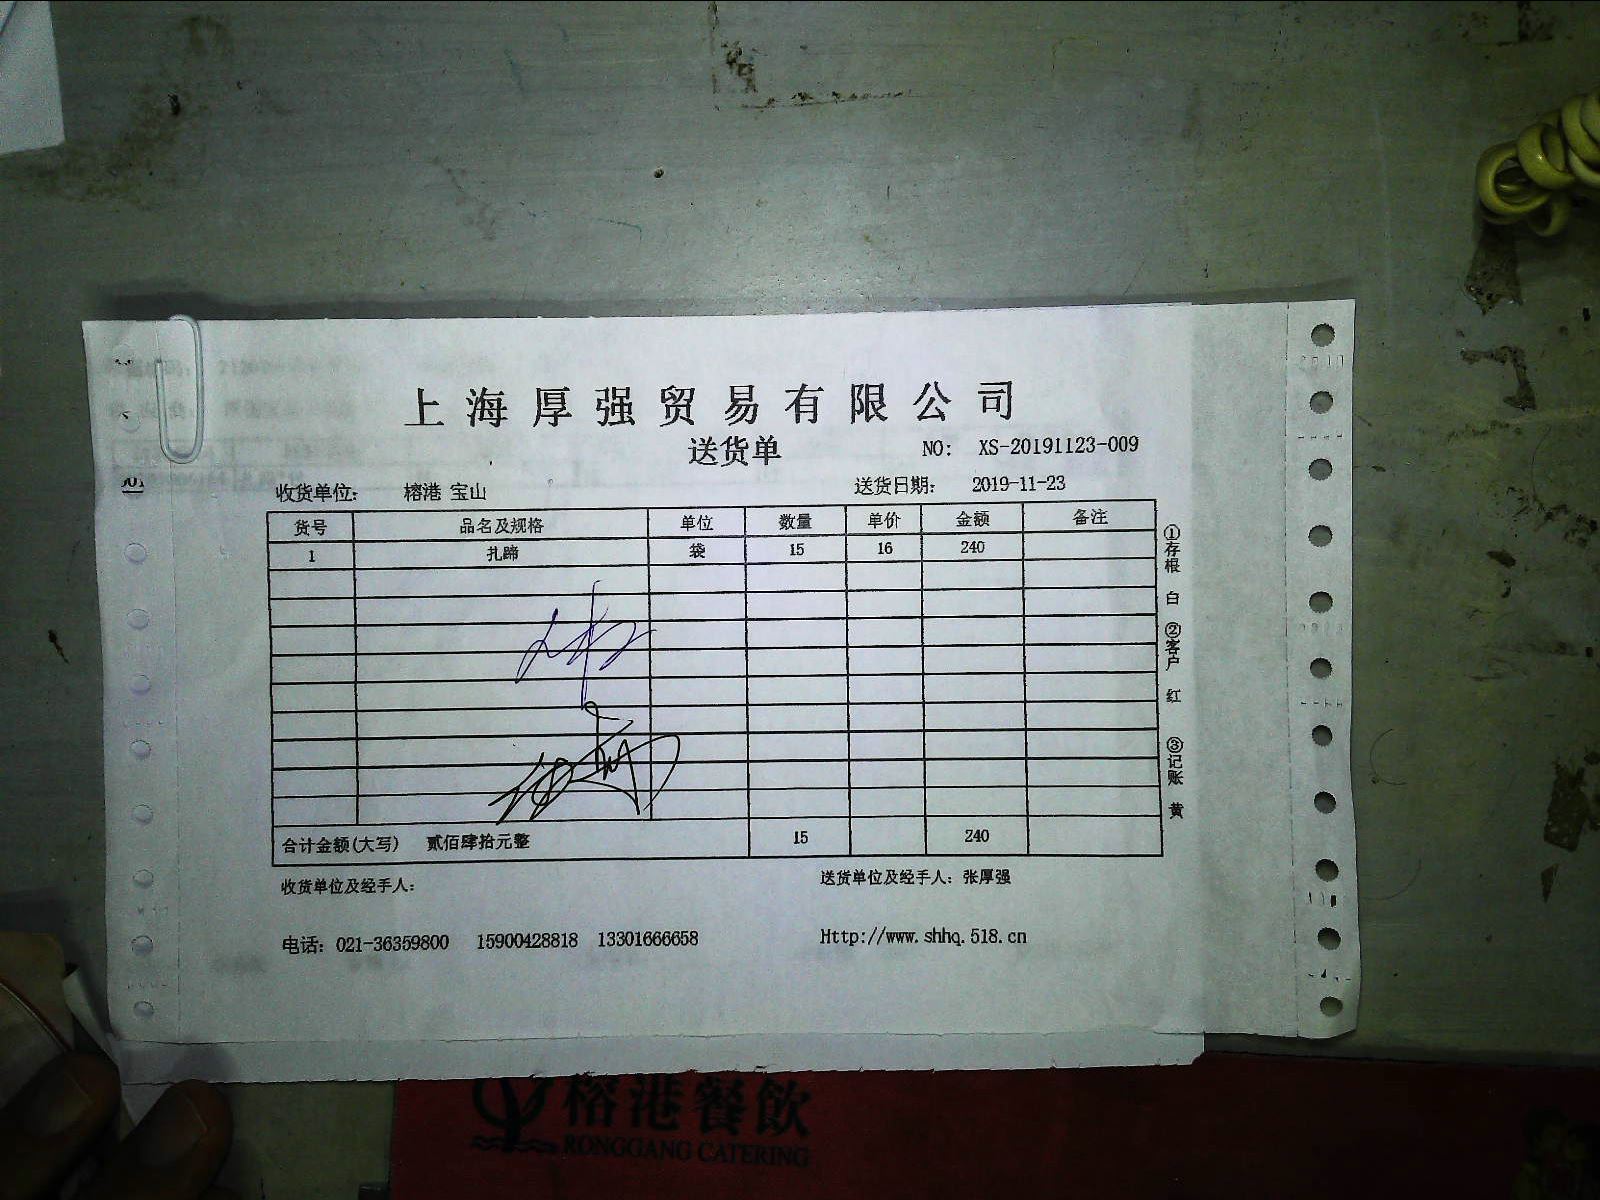 上海厚强贸易有限公司
送货单
NO: XS-20191123-009
收货单位: 榕港 宝山
送货日期: 2019-11-23
货号 品名及规格 单位 数量 单价 金额 备注
1 扎蹄 袋 15 16 240
合计金额(大写) 贰佰肆拾元整 15 240
①存根 白 ②客户 红 ③记账 黄
收货单位及经手人:
送货单位及经手人: 张厚强
电话: 021-36359800 15900428818 13301666658
Http://www.shhq.518.cn
榕港餐飲
RONGGANG CATERING